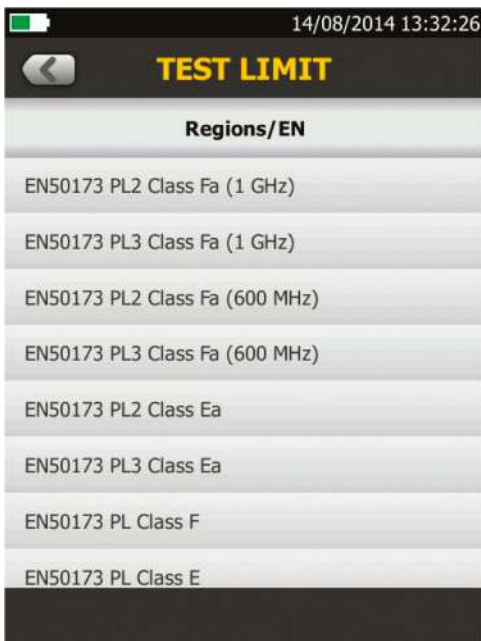 14/08/2014 13:32:26
TEST LIMIT
Regions/EN
EN50173 PL2 Class Fa (1 GHz)
EN50173 PL3 Class Fa (1 GHz)
EN50173 PL2 Class Fa (600 MHz)
EN50173 PL3 Class Fa (600 MHz)
EN50173 PL2 Class Ea
EN50173 PL3 Class Ea
EN50173 PL Class F
EN50173 PL Class E